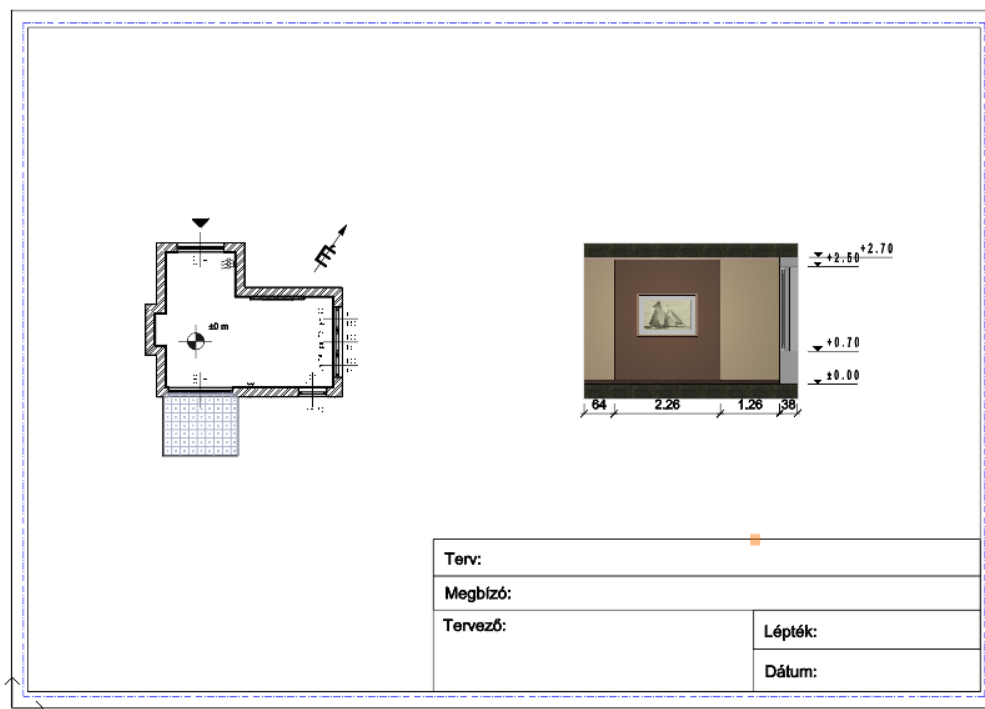 É
±0 m
+2.70
+2.50
+0.70
±0.00
64 2.26 1.26 38
Terv:
Megbízó:
Tervező:
Lépték:
Dátum: